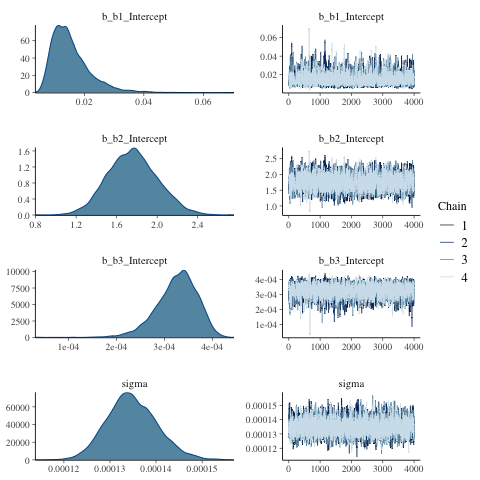 b_b1_Intercept
60
40
20
0
0.02 0.04 0.06
b_b1_Intercept
0.06
0.04
0.02
0 1000 2000 3000 4000
b_b2_Intercept
1.6
1.2
0.8
0.4
0.0
0.8 1.2 1.6 2.0 2.4
b_b2_Intercept
2.5
2.0
1.5
1.0
0 1000 2000 3000 4000
b_b3_Intercept
10000
7500
5000
2500
0
1e-04 2e-04 3e-04 4e-04
b_b3_Intercept
4e-04
3e-04
2e-04
1e-04
0 1000 2000 3000 4000
sigma
60000
40000
20000
0
0.00012 0.00013 0.00014 0.00015
sigma
0.00015
0.00014
0.00013
0.00012
0 1000 2000 3000 4000
Chain
1
2
3
4